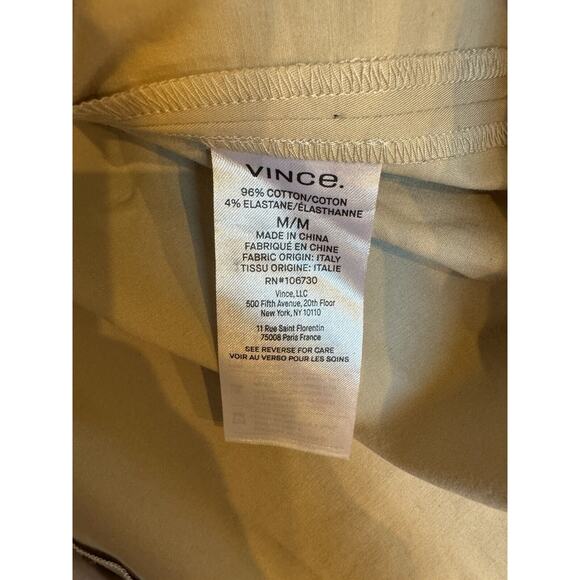 VINCE.
96% COTTON/COTON
4% ELASTANE/ÉLASTHANNE
M/M
MADE IN CHINA
FABRIQUÉ EN CHINE
FABRIC ORIGIN: ITALY
TISSU ORIGINE: ITALIE
RN#106730
Vince, LLC
500 Fifth Avenue, 20th Floor
New York, NY 10110
11 Rue Saint Florentin
75008 Paris France
SEE REVERSE FOR CARE
VOIR AU VERSO POUR LES SOINS